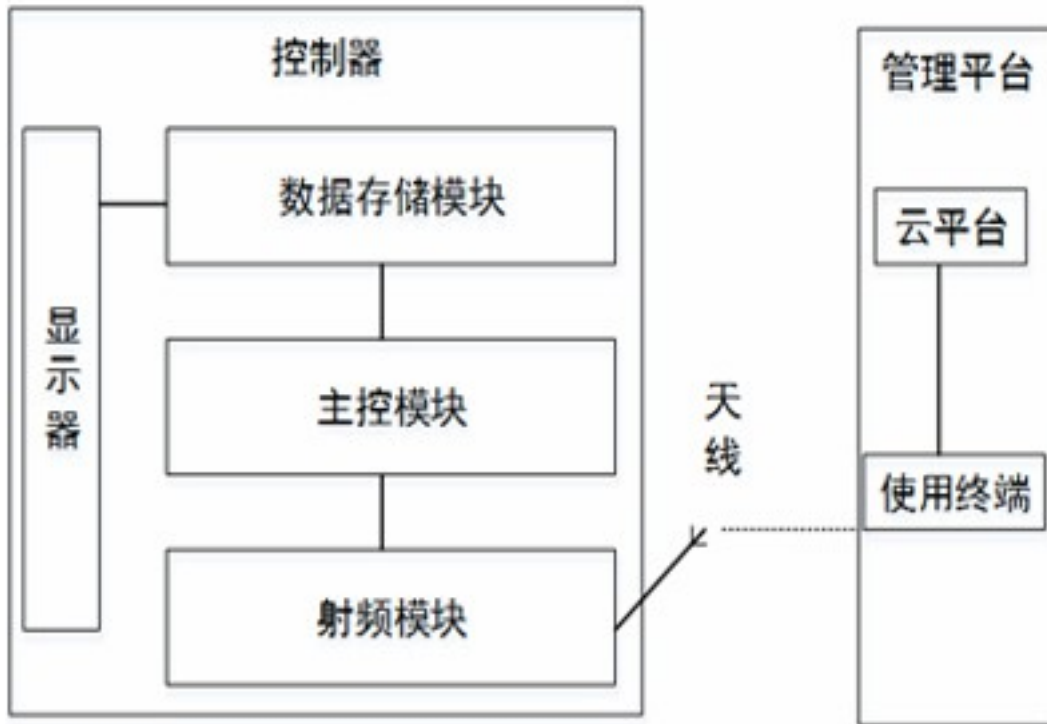 控制器
数据存储模块
显示器
主控模块
射频模块
天线
管理平台
云平台
使用终端